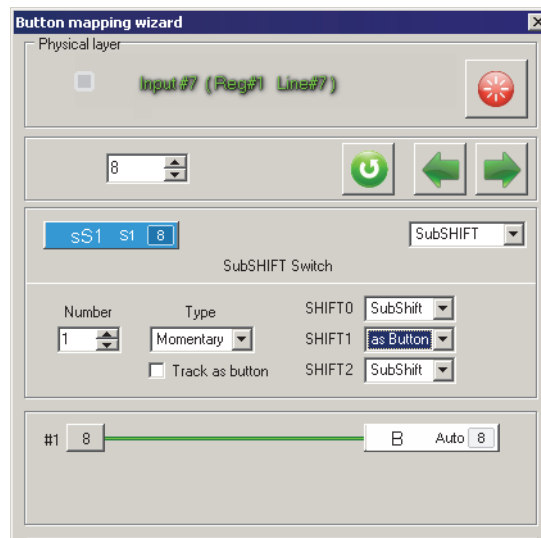 Button mapping wizard
Physical layer
Input#7 (Reg#1 Line#7)
8
sS1 S1 8
SubSHIFT
SubSHIFT Switch
Number Type SHIFT0 SubShift
1 Momentary SHIFT1 as Button
Track as button SHIFT2 SubShift
#1 8 B Auto 8